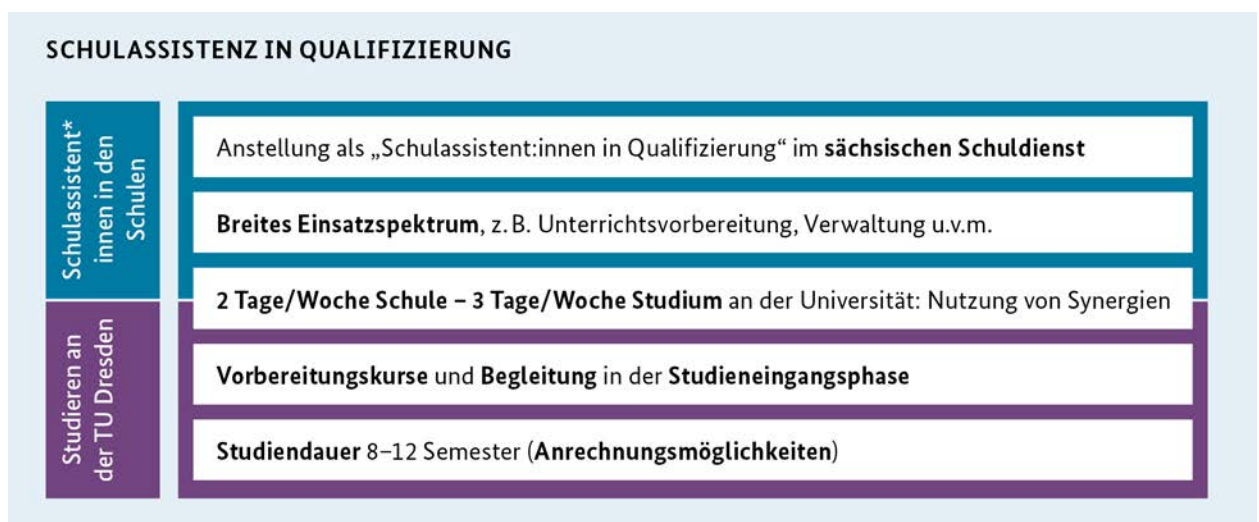 SCHULASSISTENZ IN QUALIFIZIERUNG
Schulassistent*
innen in den
Schulen
Anstellung als „Schulassistent:innen in Qualifizierung“ im sächsischen Schuldienst
Breites Einsatzspektrum, z. B. Unterrichtsvorbereitung, Verwaltung u.v.m.
2 Tage/Woche Schule – 3 Tage/Woche Studium an der Universität: Nutzung von Synergien
Studieren an
der TU Dresden
Vorbereitungskurse und Begleitung in der Studieneingangsphase
Studiendauer 8–12 Semester (Anrechnungsmöglichkeiten)